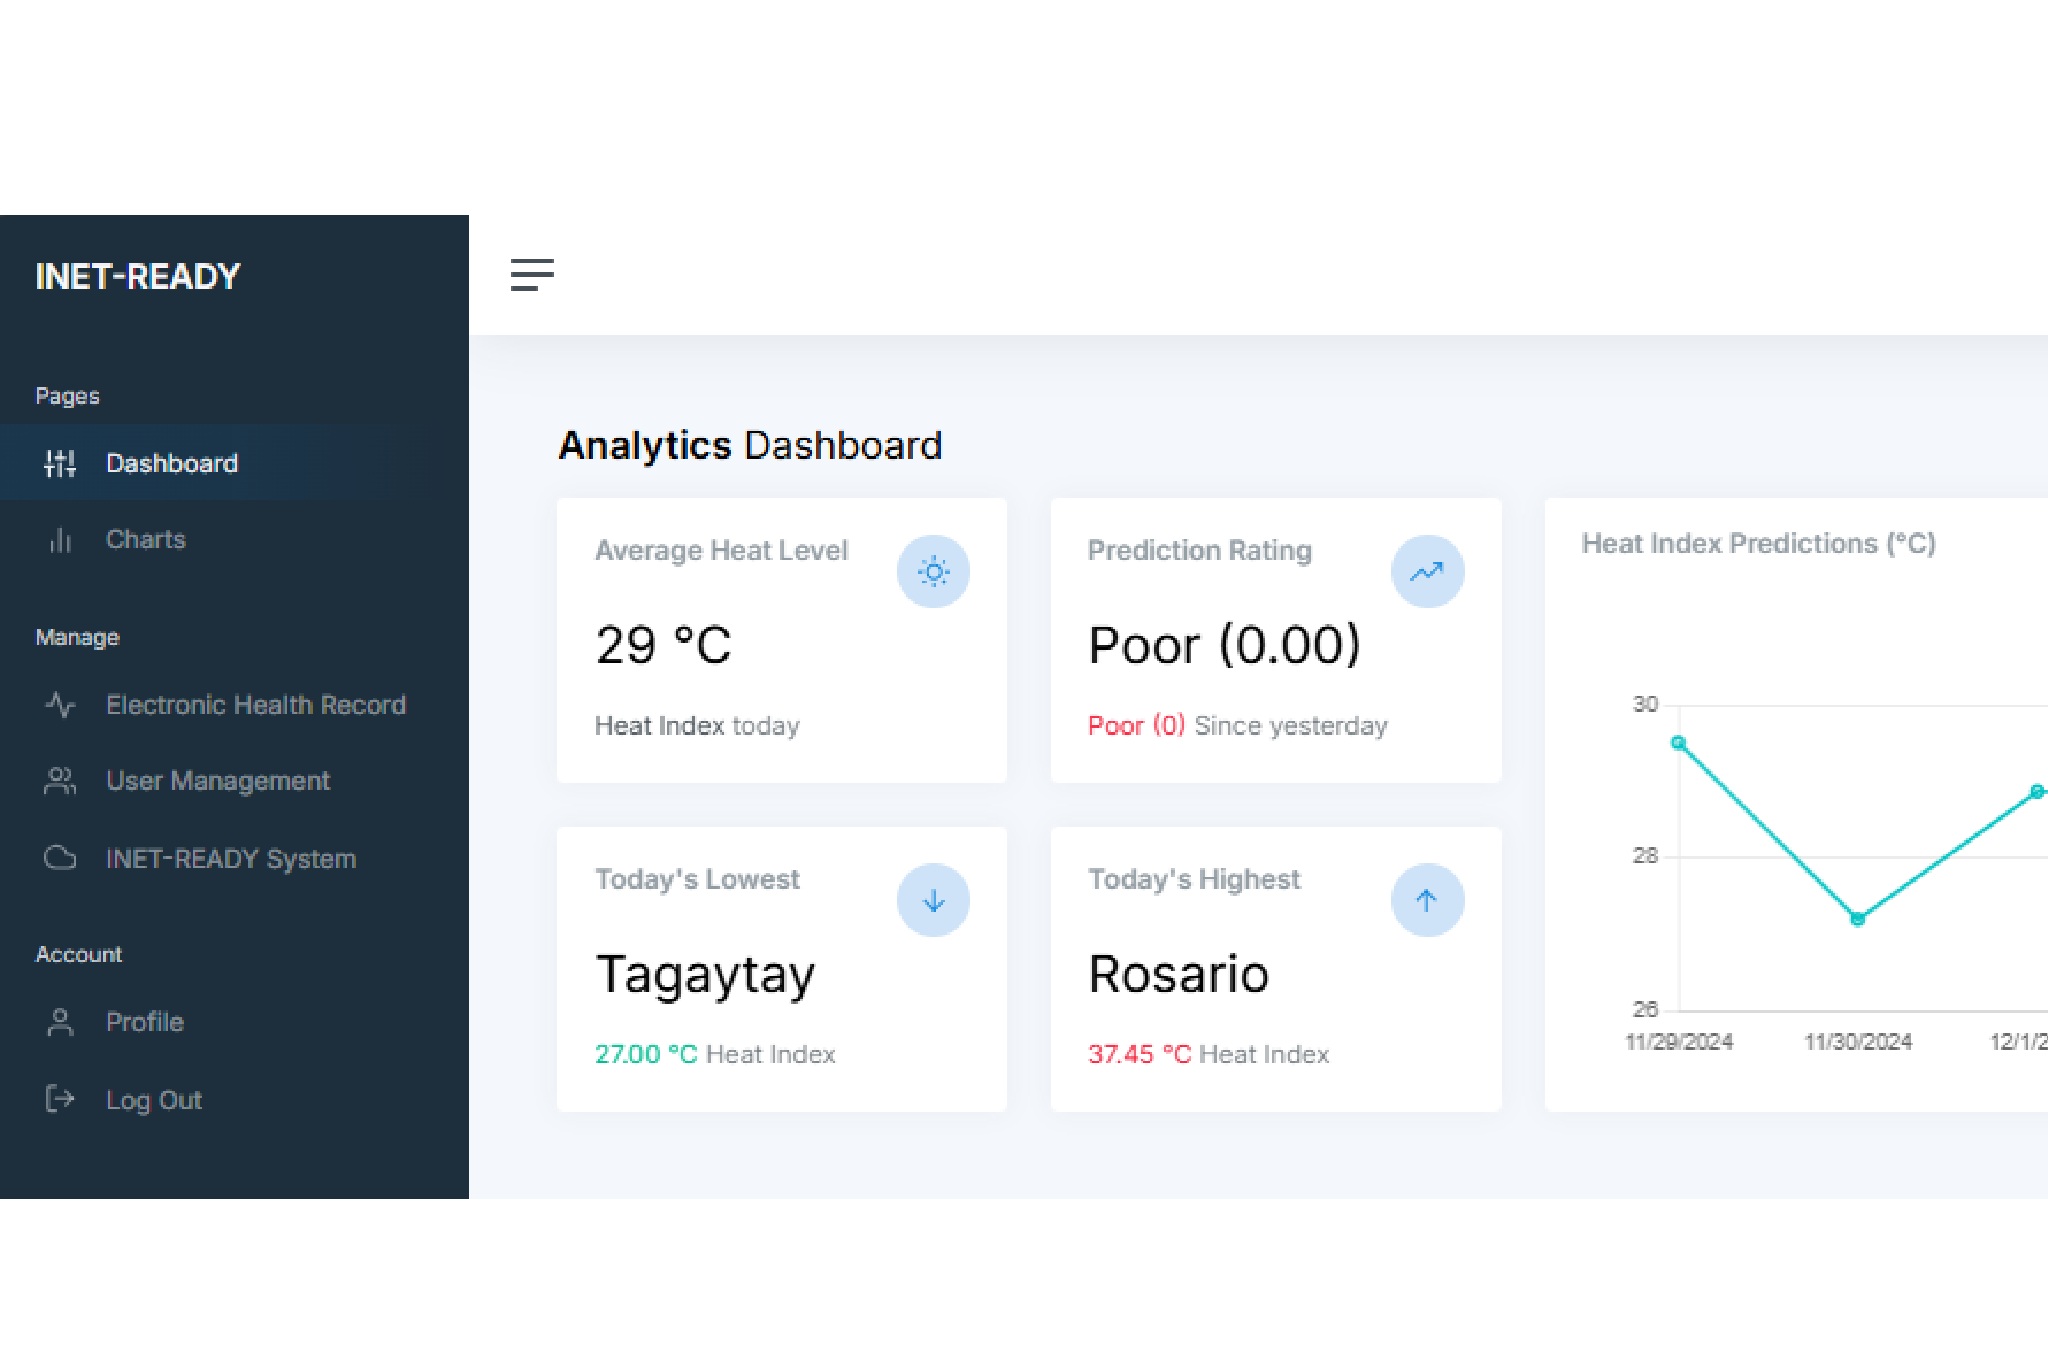 INET-READY
Pages
Dashboard
Charts
Manage
Electronic Health Record
User Management
INET-READY System
Account
Profile
Log Out
Analytics Dashboard
Average Heat Level
29 °C
Heat Index today
Prediction Rating
Poor (0.00)
Poor (0) Since yesterday
Today's Lowest
Tagaytay
27.00 °C Heat Index
Today's Highest
Rosario
37.45 °C Heat Index
Heat Index Predictions (°C)
30
28
26
11/29/2024
11/30/2024
12/1/2